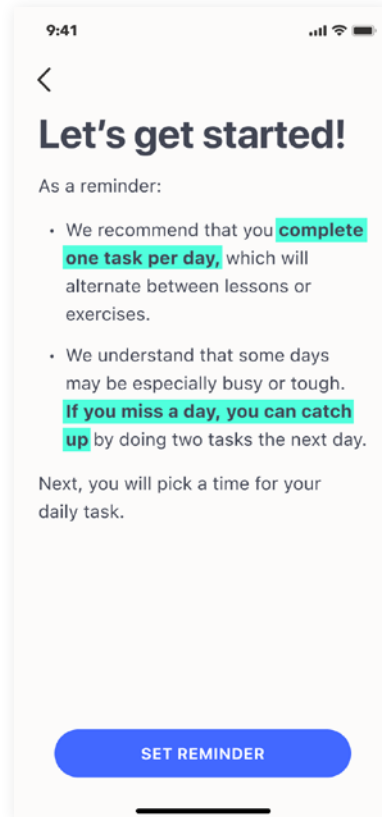 9:41
Let's get started!
As a reminder:
• We recommend that you complete
one task per day, which will
alternate between lessons or
exercises.
• We understand that some days
may be especially busy or tough.
If you miss a day, you can catch
up by doing two tasks the next day.
Next, you will pick a time for your
daily task.
SET REMINDER